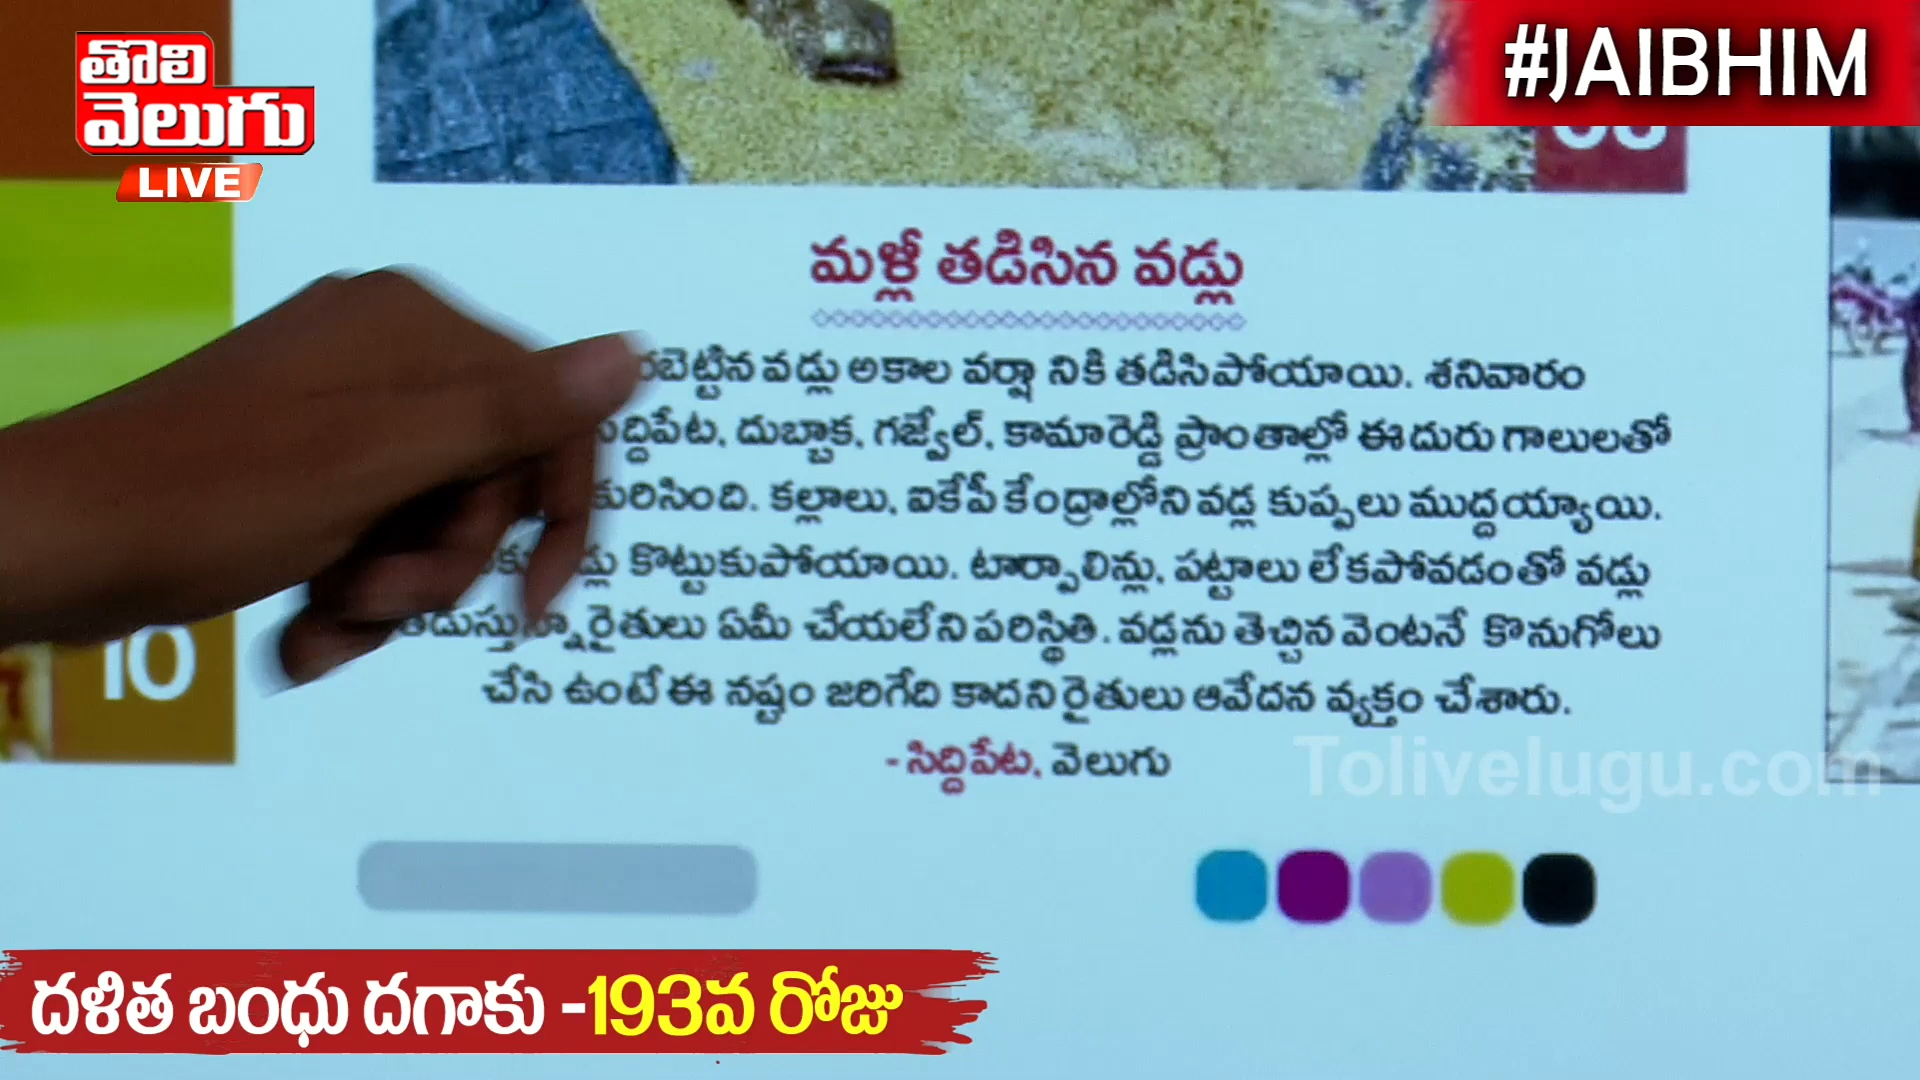 తొలి
వెలుగు
LIVE
#JAIBHIM
మళ్లీ తడిసిన వడ్లు
వడ్లు అకాల వర్షా నికి తడిసిపోయాయి. శనివారం
సిద్దిపేట, దుబ్బాక, గజ్వేల్, కామారెడ్డి ప్రాంతాల్లో ఈదురు గాలులతో
కురిసింది. కల్లాలు, ఐకేపీ కేంద్రాల్లోని వడ్ల కుప్పలు ముద్దయ్యాయి.
కొట్టుకుపోయాయి. టార్పాలిన్లు, పట్టాలు లేకపోవడంతో వడ్లు
తడుస్తున్నా రైతులు ఏమీ చేయలేని పరిస్థితి. వడ్లను తెచ్చిన వెంటనే కొనుగోలు
చేసి ఉంటే ఈ నష్టం జరిగేది కాదని రైతులు ఆవేదన వ్యక్తం చేశారు.
- సిద్దిపేట, వెలుగు
10
Tolivelugu.com
దళిత బంధు దగాకు -193వ రోజు